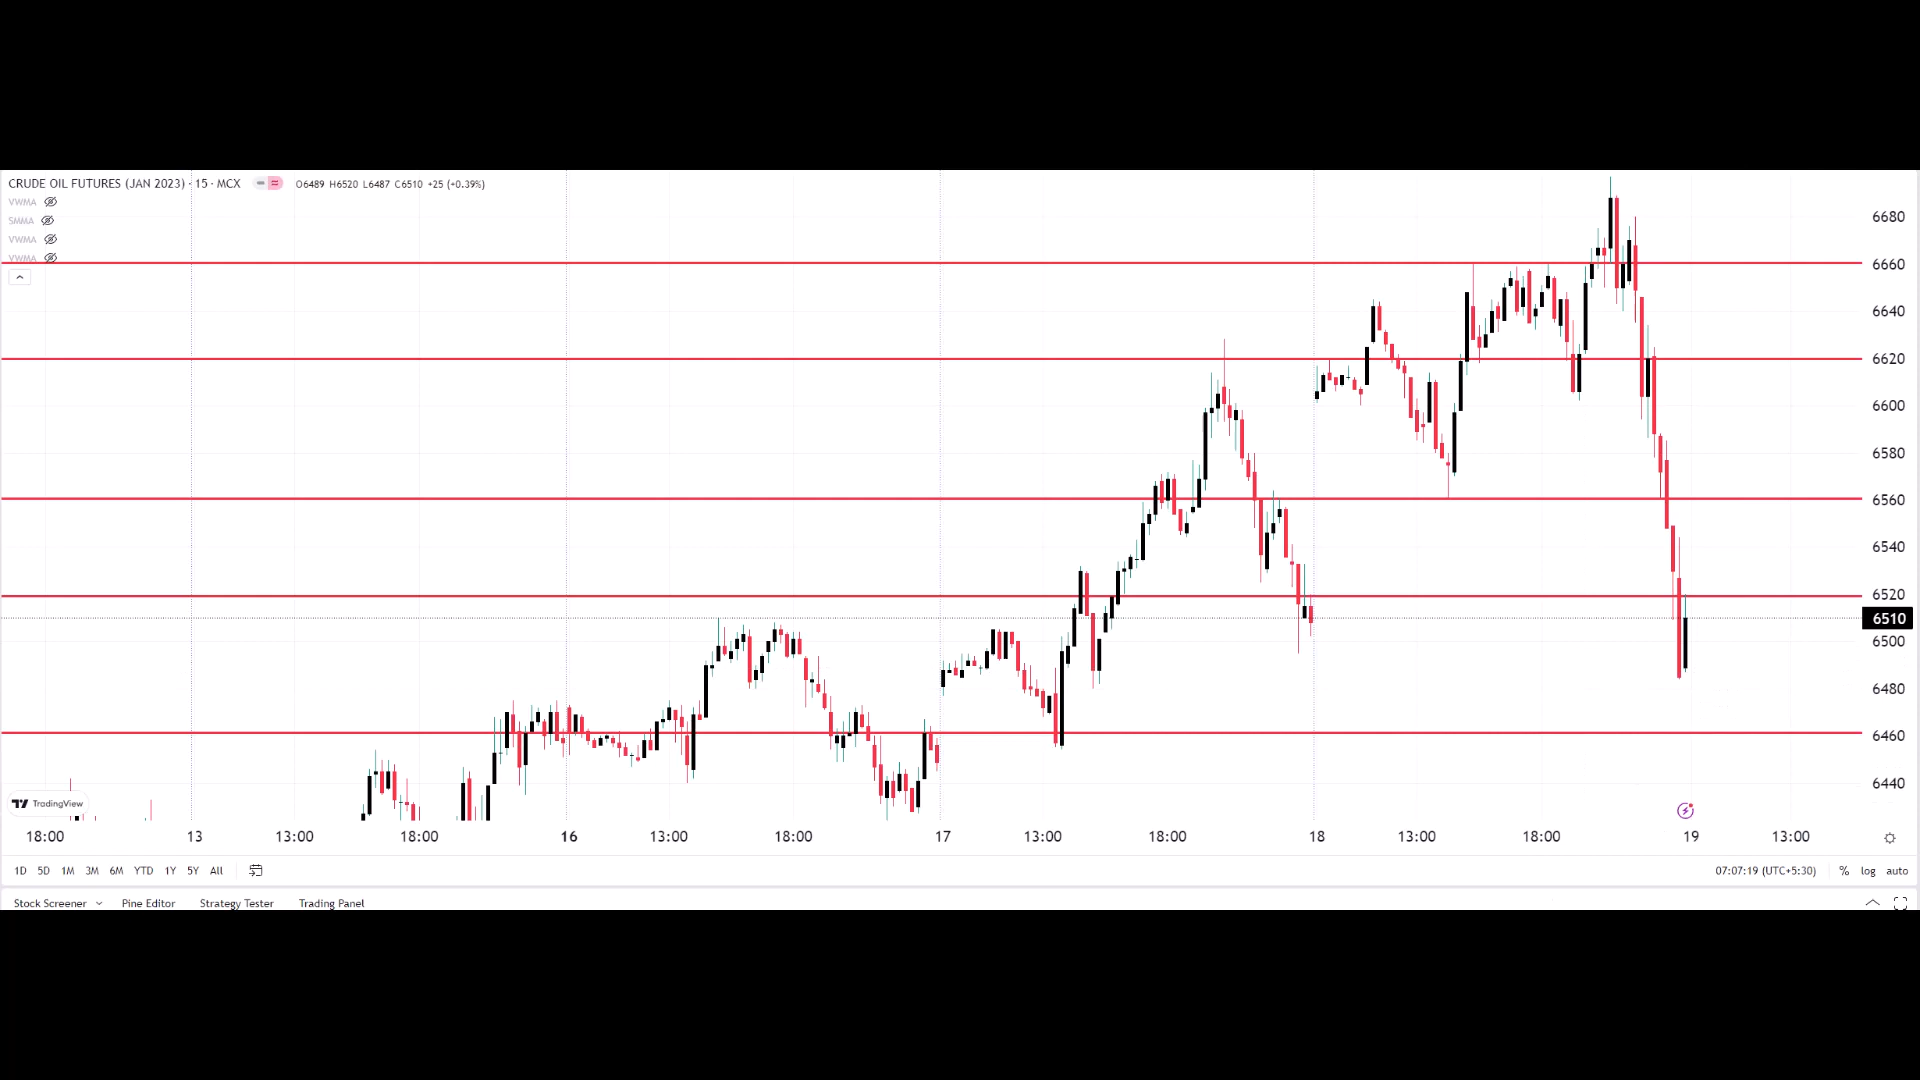 CRUDE OIL FUTURES (JAN 2023) · 15 · MCX O6489 H6520 L6487 C6510 +25 (+0.39%)
VWMA
SMMA
VWMA
VWMA
6680
6660
6640
6620
6600
6580
6560
6540
6520
6510
6500
6480
6460
6440
TradingView
18:00 13 13:00 18:00 16 13:00 18:00 17 13:00 18:00 18 13:00 18:00 19 13:00
1D 5D 1M 3M 6M YTD 1Y 5Y All 07:07:19 (UTC+5:30) % log auto
Stock Screener Pine Editor Strategy Tester Trading Panel